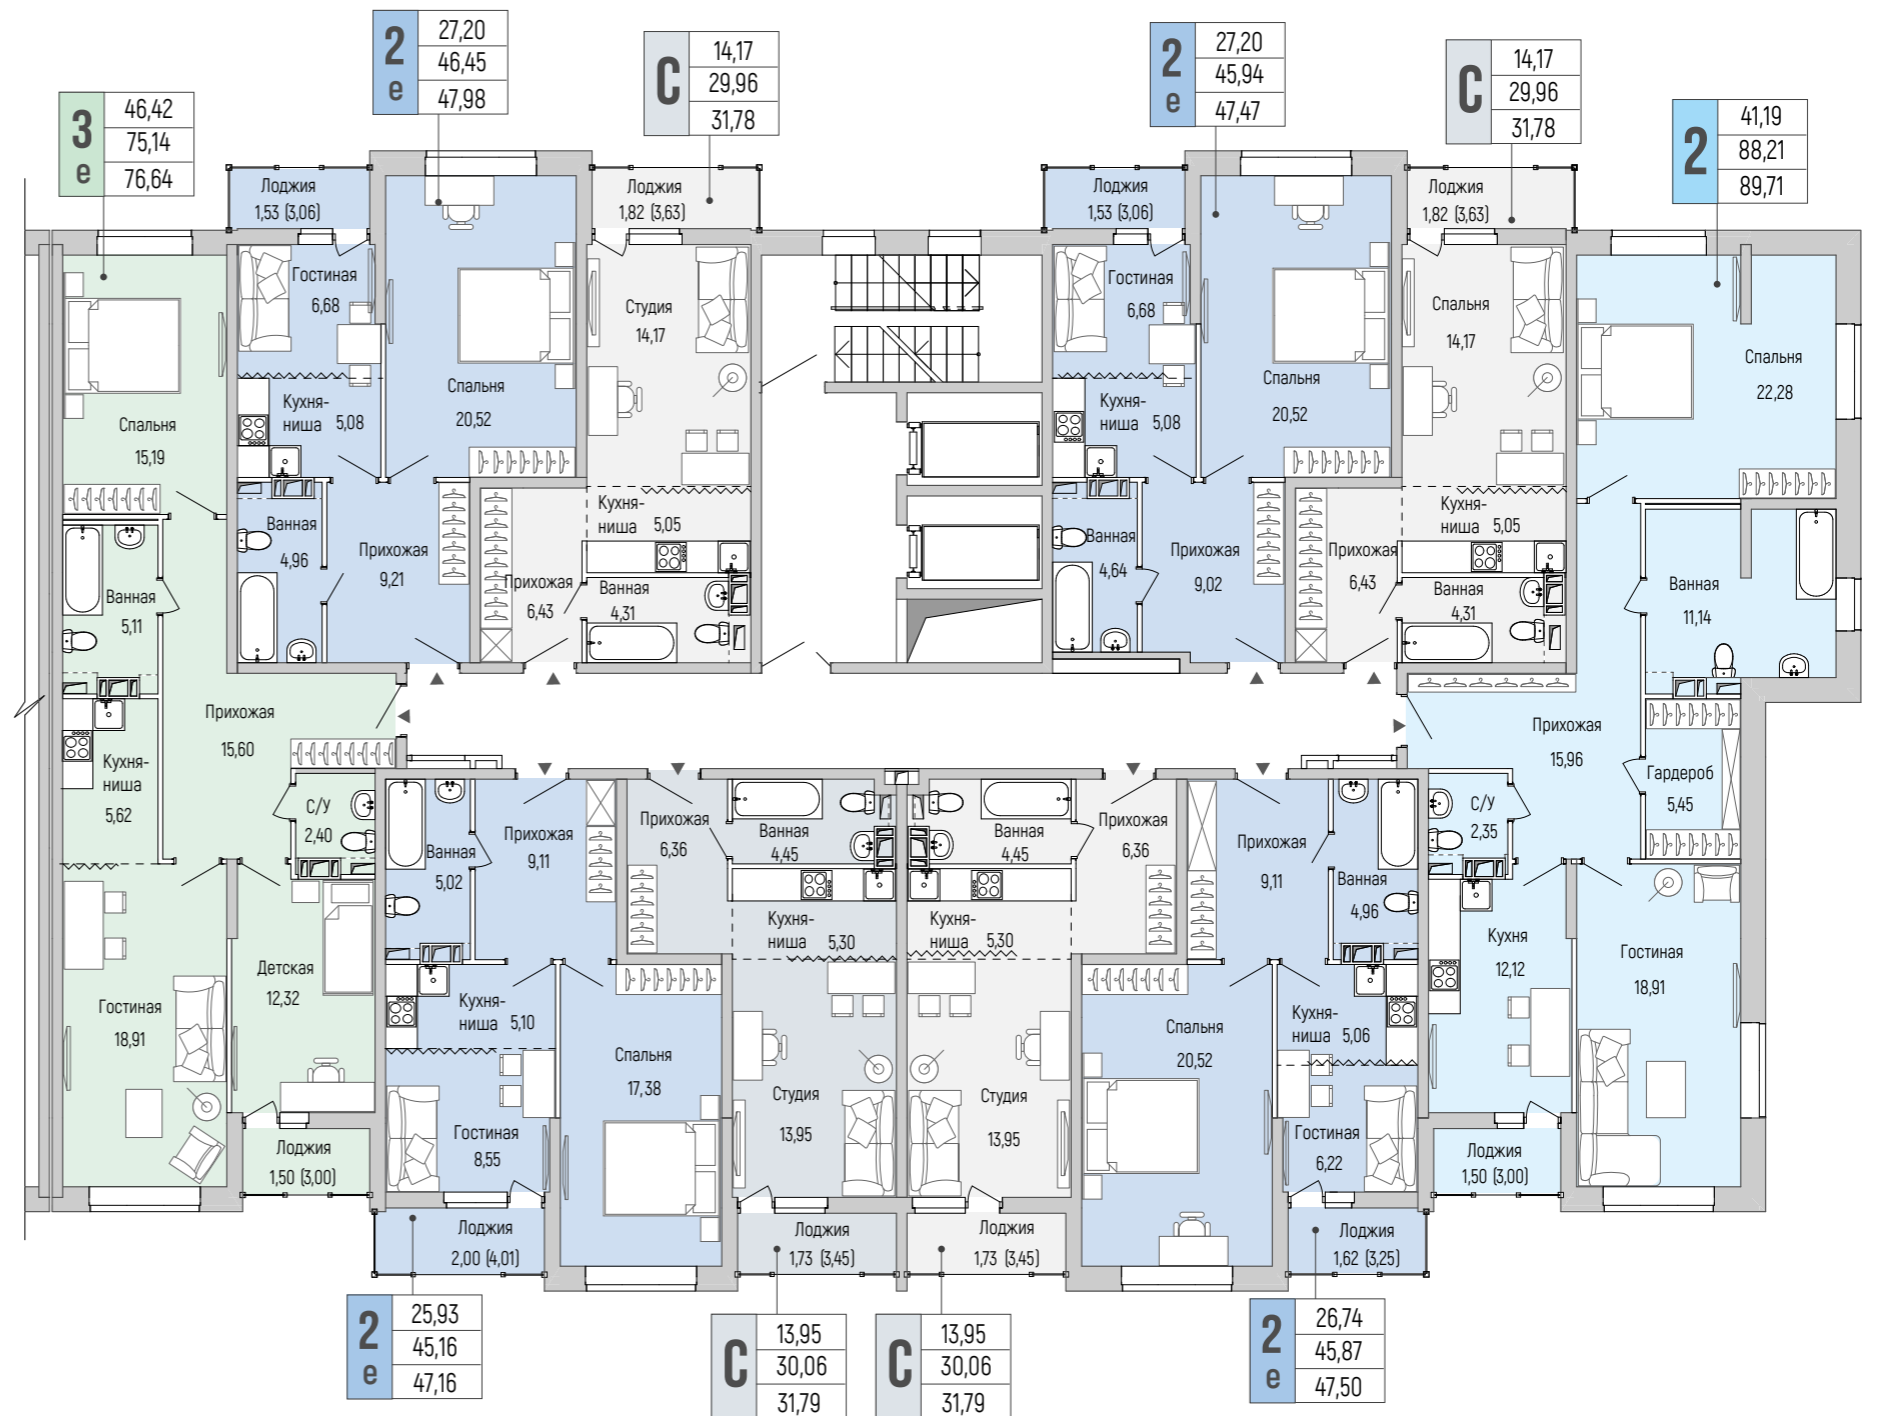 2
е
27,20
46,45
47,98
С
14,17
29,96
31,78
2
е
27,20
45,94
47,47
С
14,17
29,96
31,78
3
е
46,42
75,14
76,64
2
41,19
88,21
89,71
Лоджия
1,53 (3,06)
Лоджия
1,82 (3,63)
Лоджия
1,53 (3,06)
Лоджия
1,82 (3,63)
Спальня
15,19
Гостиная
6,68
Кухня-
ниша 5,08
Спальня
20,52
Студия
14,17
Кухня-
ниша 5,05
Ванная
4,96
Прихожая
9,21
Прихожая
6,43
Ванная
4,31
Гостиная
6,68
Кухня-
ниша 5,08
Спальня
20,52
Спальня
14,17
Кухня-
ниша 5,05
Ванная
4,64
Прихожая
9,02
Прихожая
6,43
Ванная
4,31
Спальня
22,28
Ванная
11,14
Ванная
5,11
Прихожая
15,60
Кухня-
ниша
5,62
С/У
2,40
Гостиная
18,91
Детская
12,32
Лоджия
1,50 (3,00)
Ванная
5,02
Прихожая
9,11
Кухня-
ниша 5,10
Гостиная
8,55
Спальня
17,38
Лоджия
2,00 (4,01)
Прихожая
6,36
Ванная
4,45
Кухня-
ниша 5,30
Студия
13,95
Лоджия
1,73 (3,45)
Ванная
4,45
Прихожая
6,36
Кухня-
ниша 5,30
Студия
13,95
Лоджия
1,73 (3,45)
Прихожая
9,11
Ванная
4,96
Спальня
20,52
Кухня-
ниша 5,06
Гостиная
6,22
Лоджия
1,62 (3,25)
Прихожая
15,96
Гардероб
5,45
С/У
2,35
Кухня
12,12
Гостиная
18,91
Лоджия
1,50 (3,00)
2
е
25,93
45,16
47,16
С
13,95
30,06
31,79
С
13,95
30,06
31,79
2
е
26,74
45,87
47,50